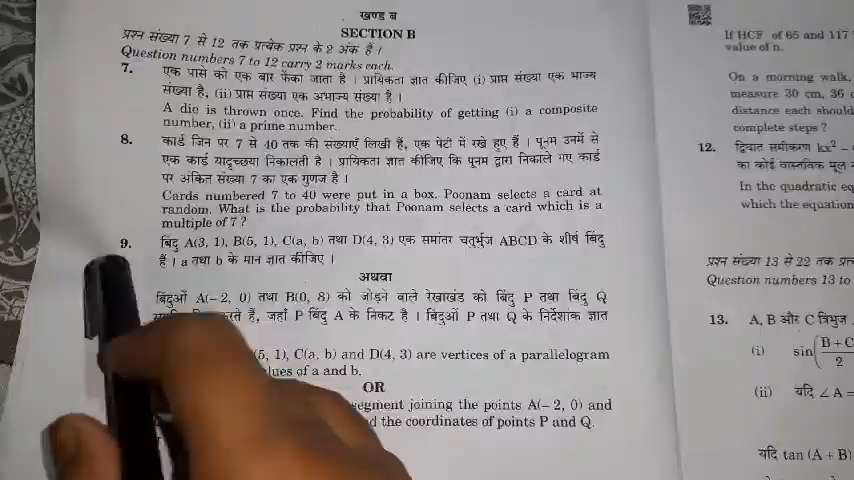 खण्ड ब
SECTION B
प्रश्न संख्या 7 से 12 तक प्रत्येक प्रश्न के 2 अंक हैं ।
Question numbers 7 to 12 carry 2 marks each.
7. एक पासे को एक बार फेंका जाता है । प्रायिकता ज्ञात कीजिए (i) प्राप्त संख्या एक भाज्य
संख्या है, (ii) प्राप्त संख्या एक अभाज्य संख्या है ।
A die is thrown once. Find the probability of getting (i) a composite
number, (ii) a prime number.
8. कार्ड जिन पर 7 से 40 तक की संख्याएँ लिखी हैं, एक पेटी में रखे हुए हैं । पूनम उनमें से
एक कार्ड यादृच्छया निकालती है । प्रायिकता ज्ञात कीजिए कि पूनम द्वारा निकाले गए कार्ड
पर अंकित संख्या 7 का एक गुणज है ।
Cards numbered 7 to 40 were put in a box. Poonam selects a card at
random. What is the probability that Poonam selects a card which is a
multiple of 7 ?
9. बिंदु A(3, 1), B(5, 1), C(a, b) तथा D(4, 3) एक समांतर चतुर्भुज ABCD के शीर्ष बिंदु
हैं । a तथा b के मान ज्ञात कीजिए ।
अथवा
बिंदुओं A(– 2, 0) तथा B(0, 8) को जोड़ने वाले रेखाखंड को बिंदु P तथा बिंदु Q
करते हैं, जहाँ P बिंदु A के निकट है । बिंदुओं P तथा Q के निर्देशांक ज्ञात
(5, 1), C(a, b) and D(4, 3) are vertices of a parallelogram
of a and b.
OR
segment joining the points A(– 2, 0) and
the coordinates of points P and Q.
If HCF of 65 and 117
value of n.
On a morning walk,
measure 30 cm, 36
distance each should
complete steps ?
12. द्विघात समीकरण kx² –
का कोई वास्तविक मूल
In the quadratic
which the equation
प्रश्न संख्या 13 से 22 तक
Question numbers 13 to
13. A, B और C त्रिभुज
(i) sin(B + C / 2
(ii) यदि ∠A =
यदि tan (A + B)